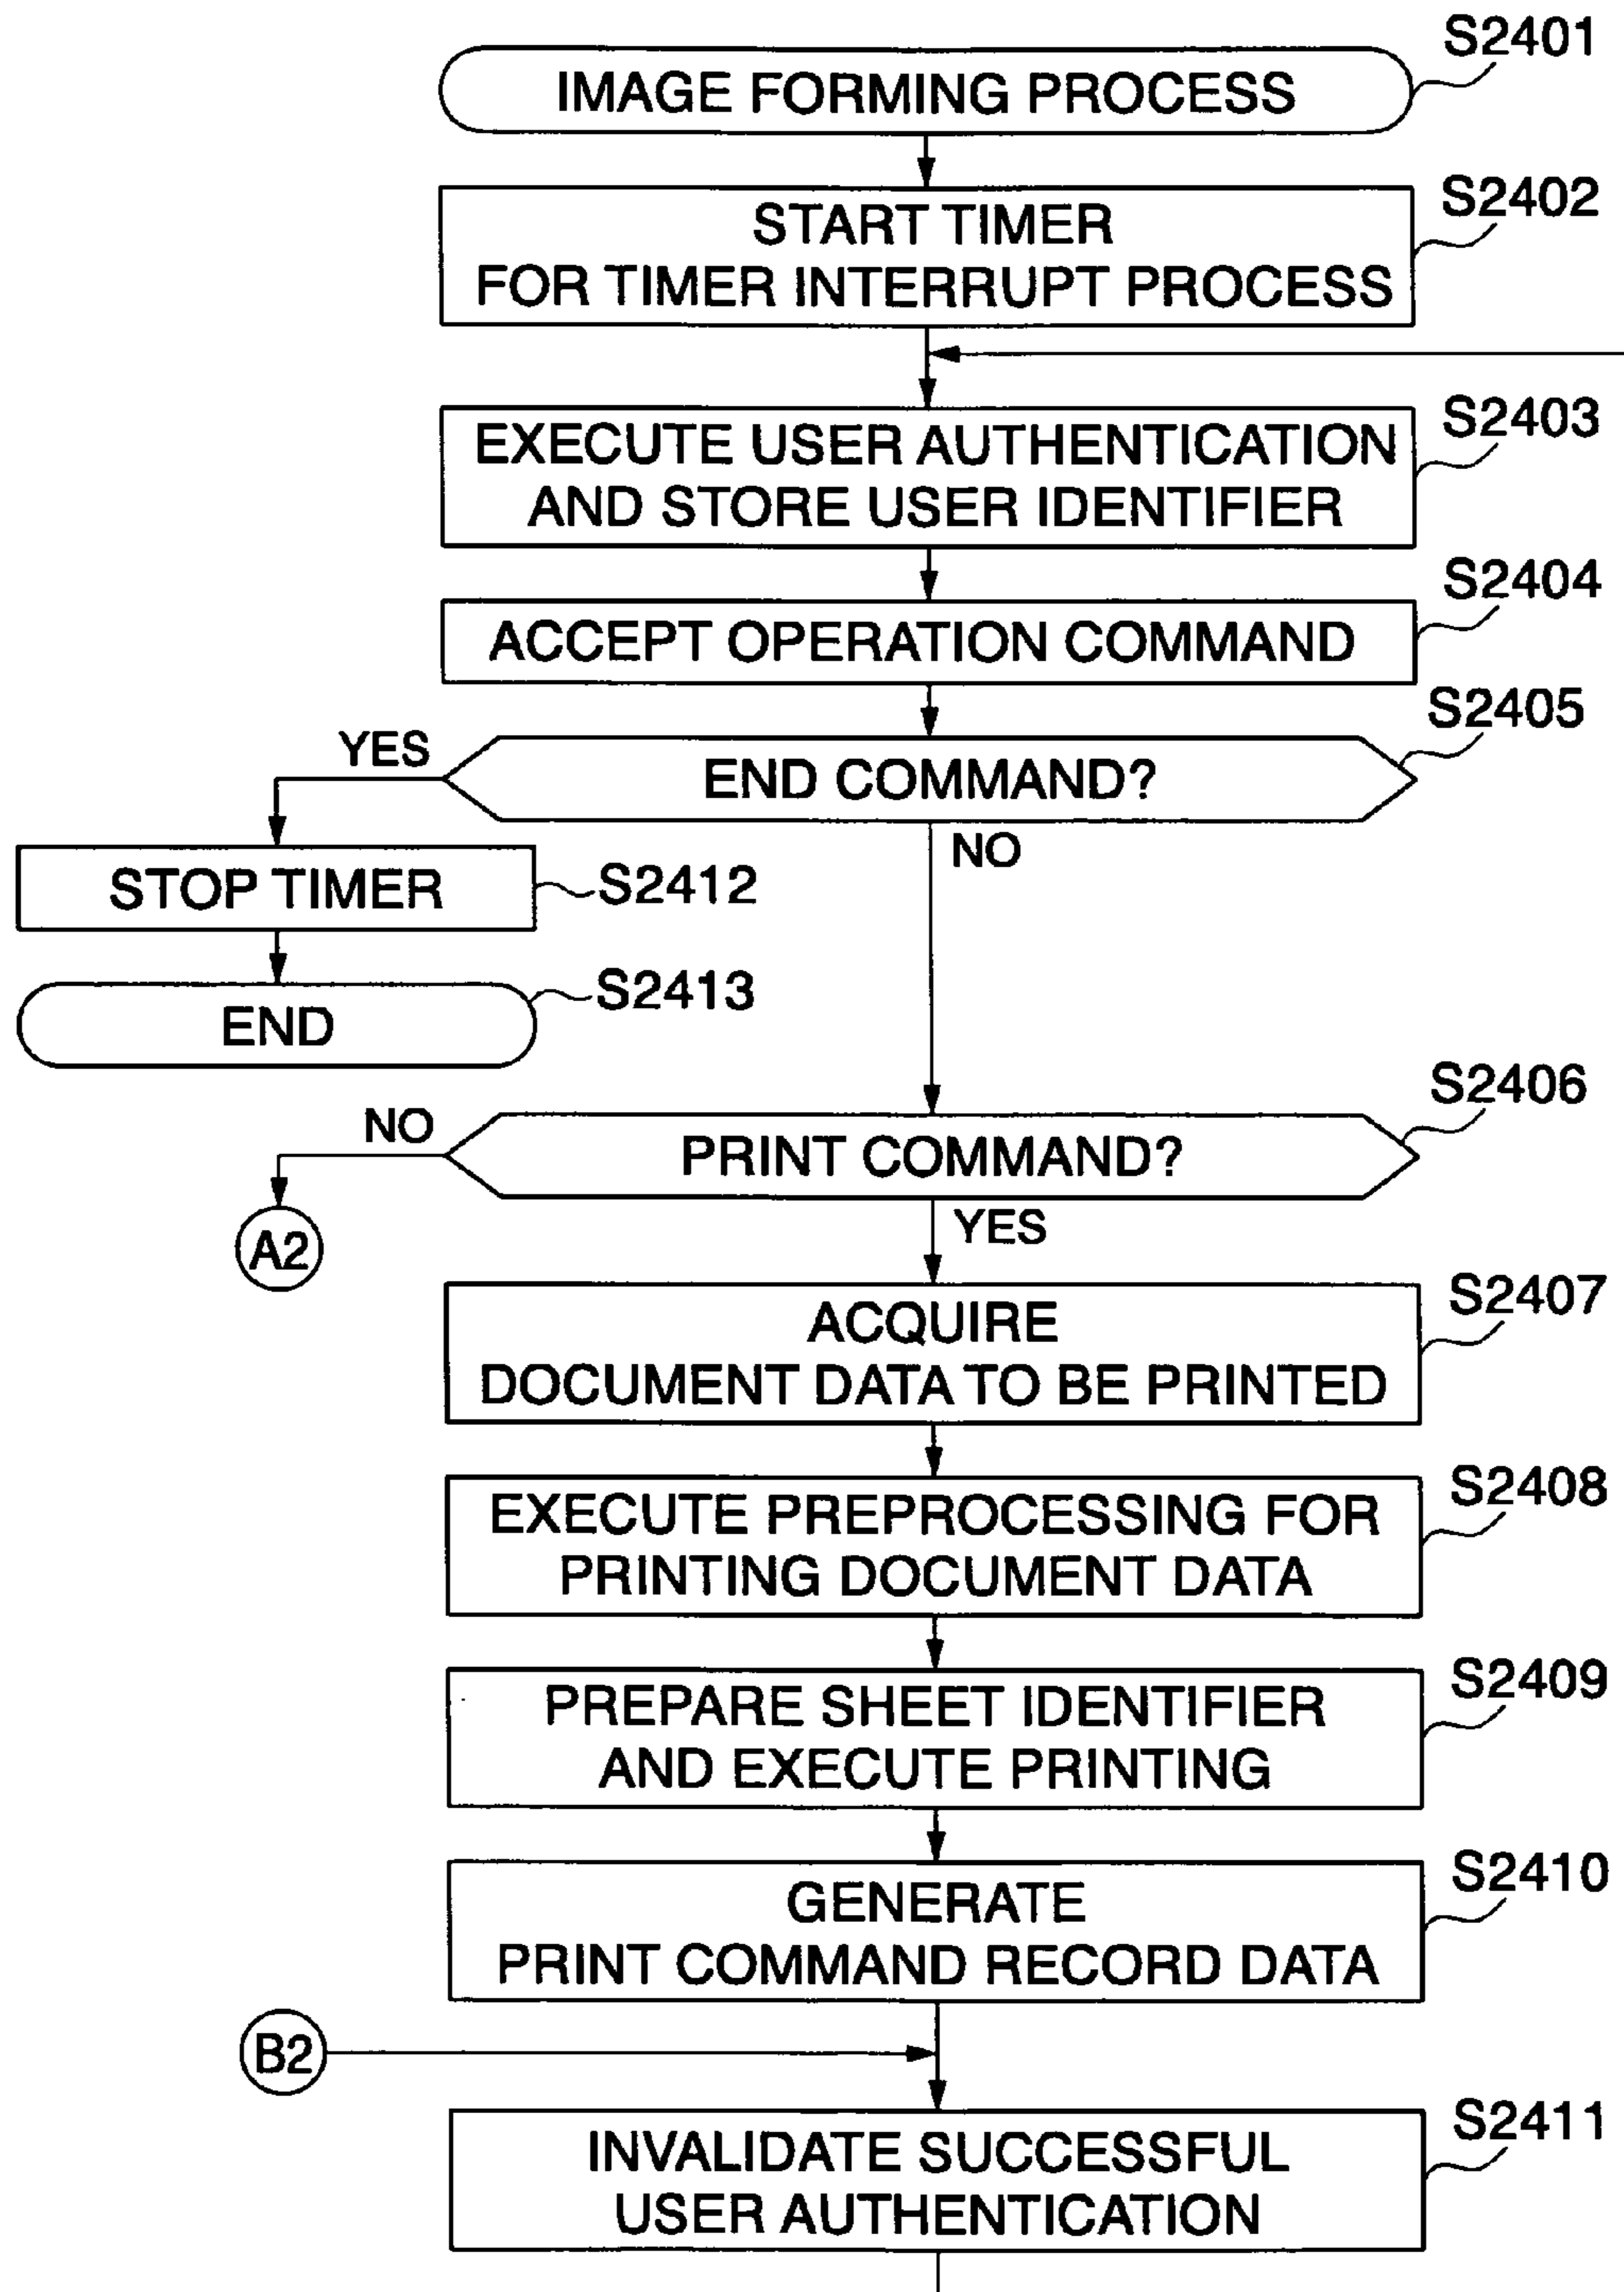 S2401
IMAGE FORMING PROCESS
S2402
START TIMER
FOR TIMER INTERRUPT PROCESS
S2403
EXECUTE USER AUTHENTICATION
AND STORE USER IDENTIFIER
S2404
ACCEPT OPERATION COMMAND
S2405
YES
END COMMAND?
NO
STOP TIMER
S2412
S2413
END
S2406
NO
PRINT COMMAND?
YES
A2
S2407
ACQUIRE
DOCUMENT DATA TO BE PRINTED
S2408
EXECUTE PREPROCESSING FOR
PRINTING DOCUMENT DATA
S2409
PREPARE SHEET IDENTIFIER
AND EXECUTE PRINTING
S2410
GENERATE
PRINT COMMAND RECORD DATA
B2
S2411
INVALIDATE SUCCESSFUL
USER AUTHENTICATION